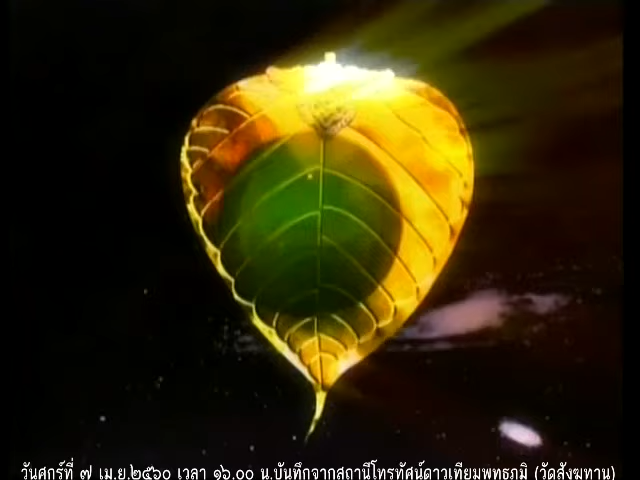 วันศุกร์ที่ ๗ เม.ย.๒๕๖๐ เวลา ๑๖.๐๐ น.บันทึกจากสถานีโทรทัศน์ดาวเทียมพุทธภูมิ (วัดสังฆทาน)